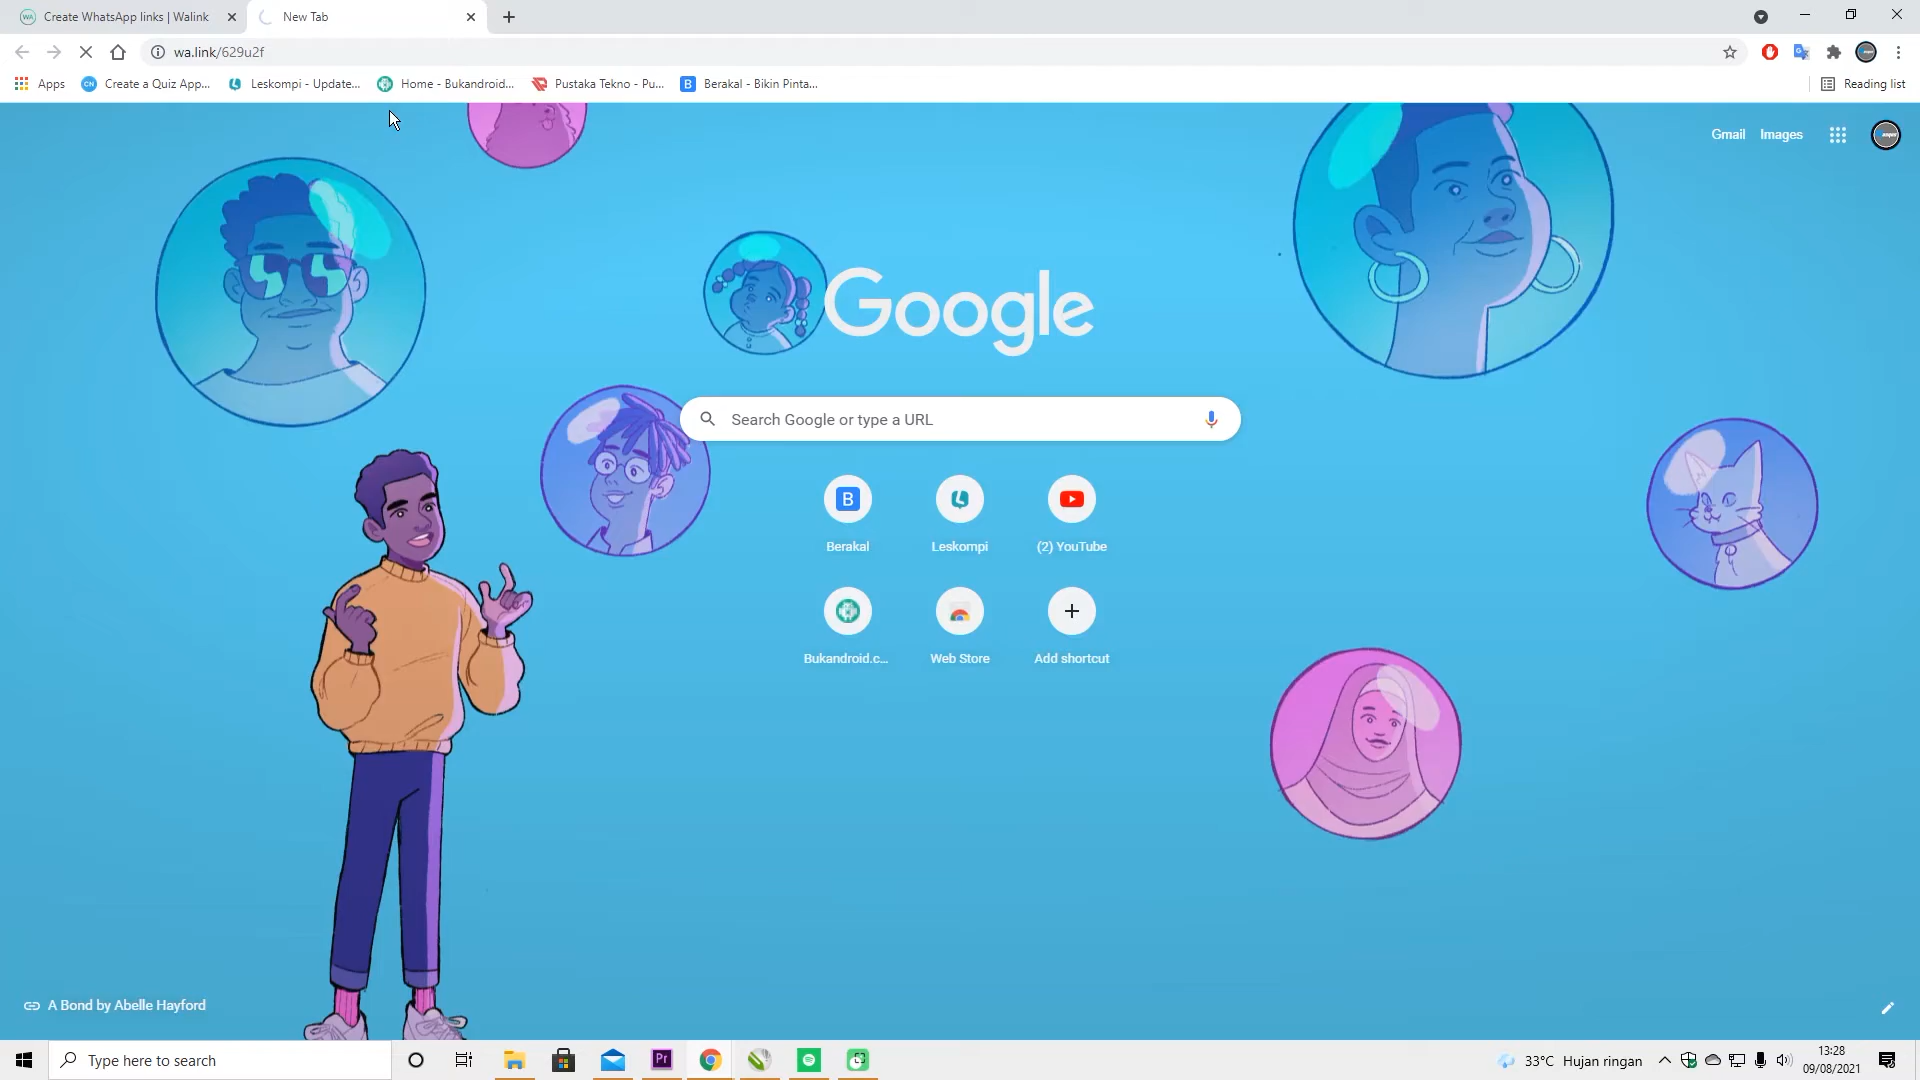 Create WhatsApp links | Walink
New Tab
wa.link/629u2f
Apps
Create a Quiz App...
Leskompi - Update...
Home - Bukandroid...
Pustaka Tekno - Pu...
Berakal - Bikin Pinta...
Reading list
Gmail
Images
Google
Search Google or type a URL
Berakal
Leskompi
(2) YouTube
Bukandroid.c...
Web Store
Add shortcut
A Bond by Abelle Hayford
Type here to search
33°C Hujan ringan
13:28
09/08/2021